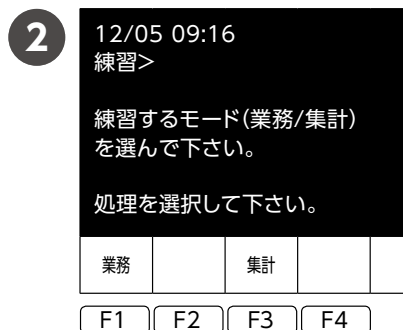 2
12/05 09:16
練習>
練習するモード(業務/集計)
を選んで下さい。
処理を選択して下さい。
業務 集計
F1 F2 F3 F4